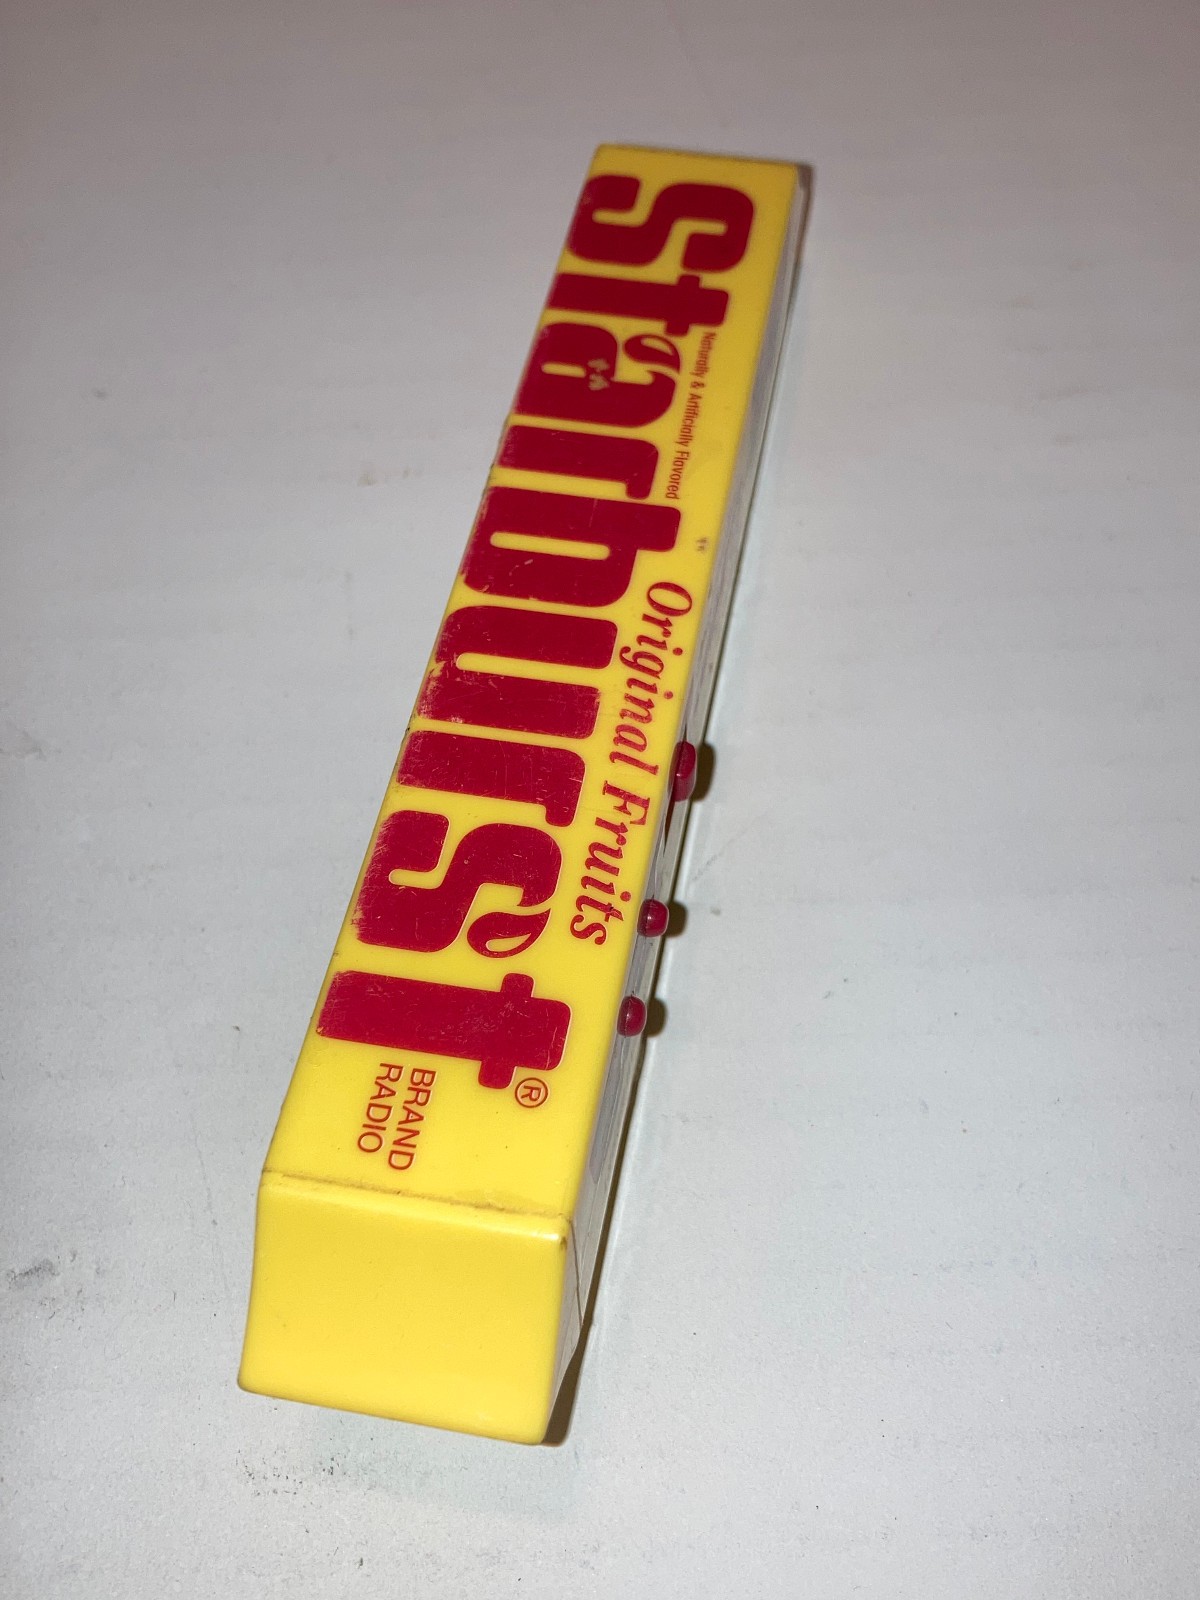 Naturally & Artificially Flavored
Starburst®
Original Fruits
BRAND
RADIO